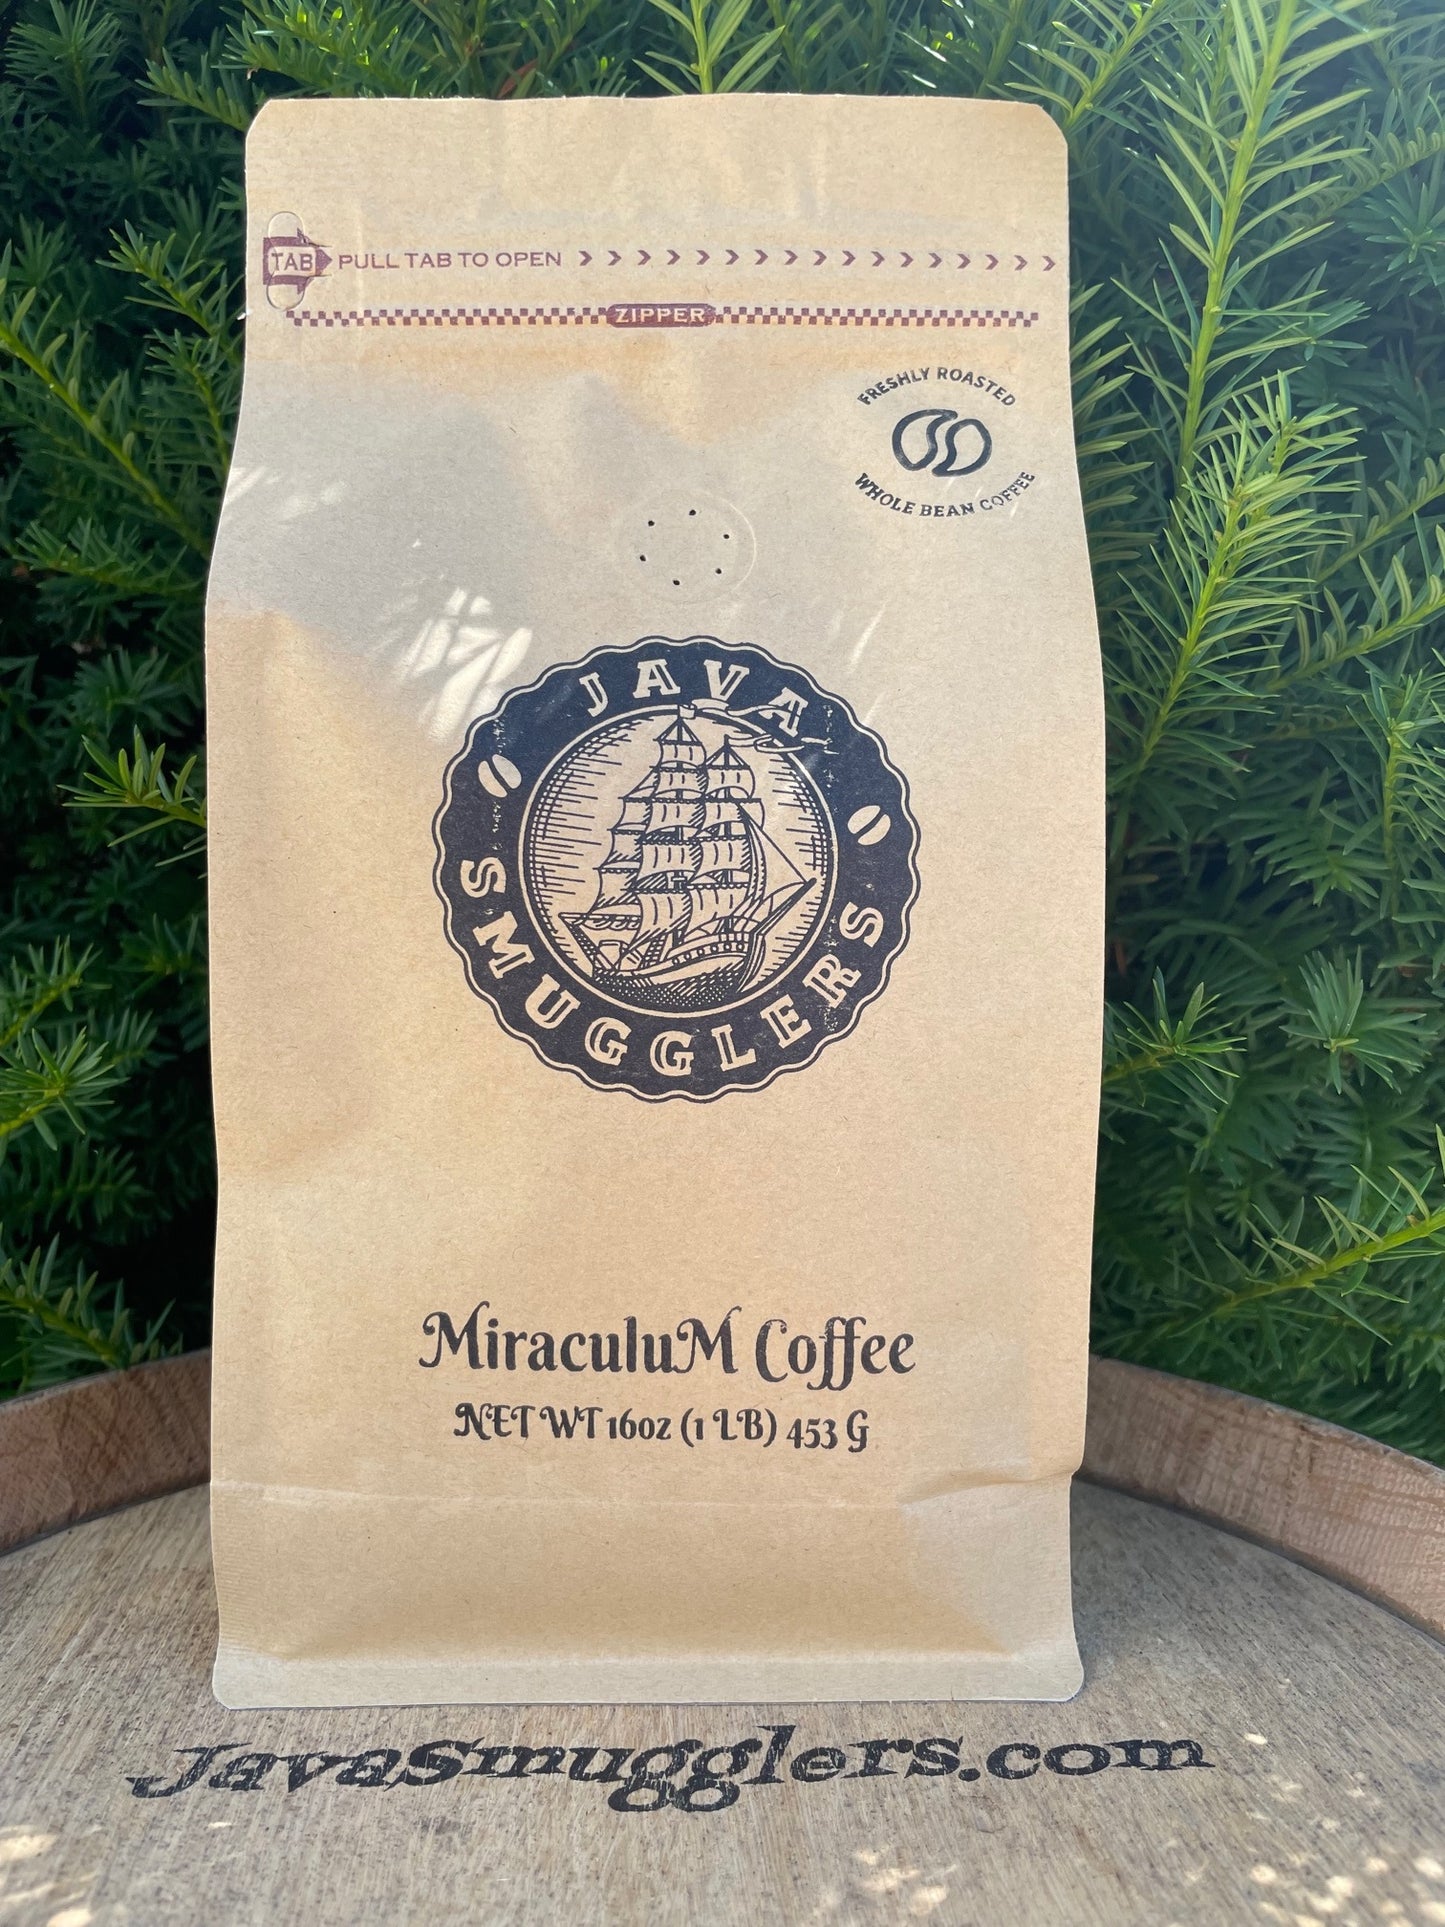 TAB PULL TAB TO OPEN
ZIPPER
FRESHLY ROASTED
WHOLE BEAN COFFEE
JAVA
SMUGGLERS
MiraculuM Coffee
NET WT 16oz (1 LB) 453 G
JavaSmugglers.com